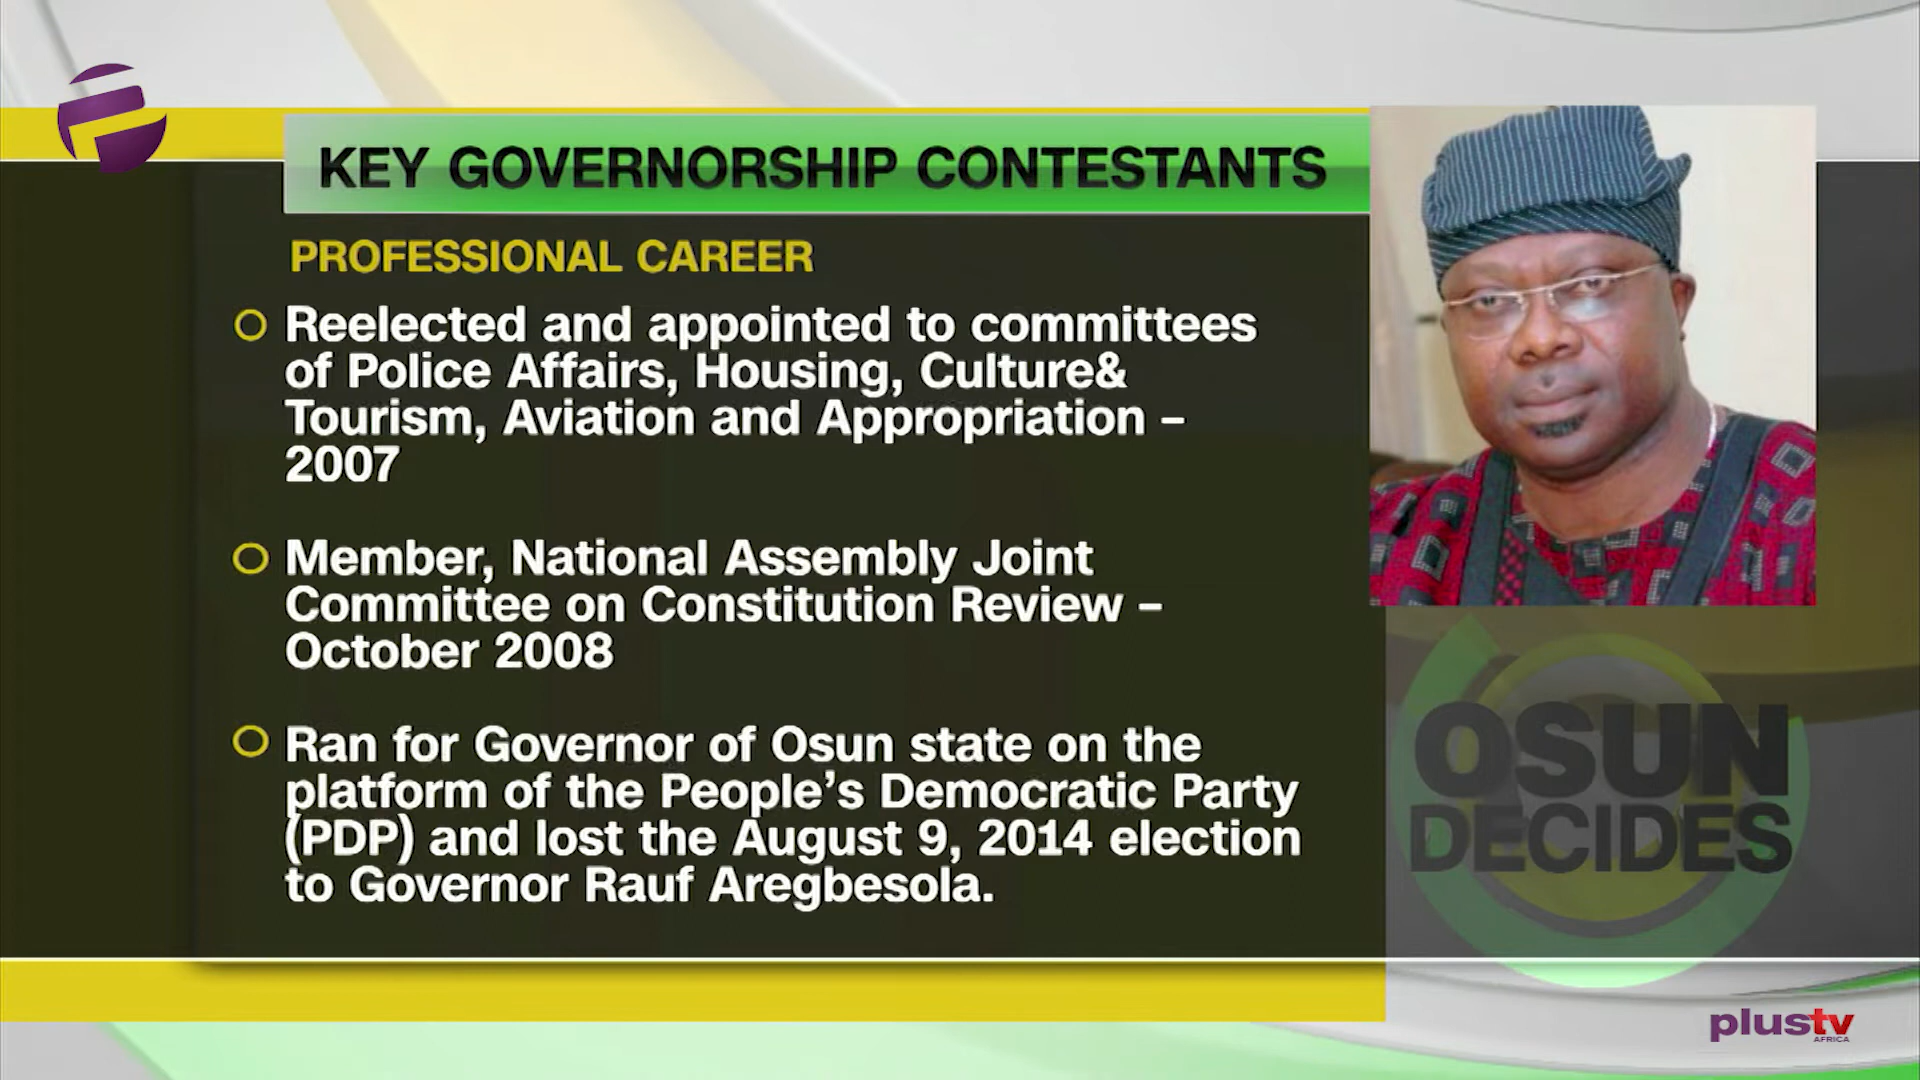 KEY GOVERNORSHIP CONTESTANTS
PROFESSIONAL CAREER
Reelected and appointed to committees
of Police Affairs, Housing, Culture&
Tourism, Aviation and Appropriation –
2007
Member, National Assembly Joint
Committee on Constitution Review –
October 2008
Ran for Governor of Osun state on the
platform of the People’s Democratic Party
(PDP) and lost the August 9, 2014 election
to Governor Rauf Aregbesola.
OSUN
DECIDES
plustv
AFRICA